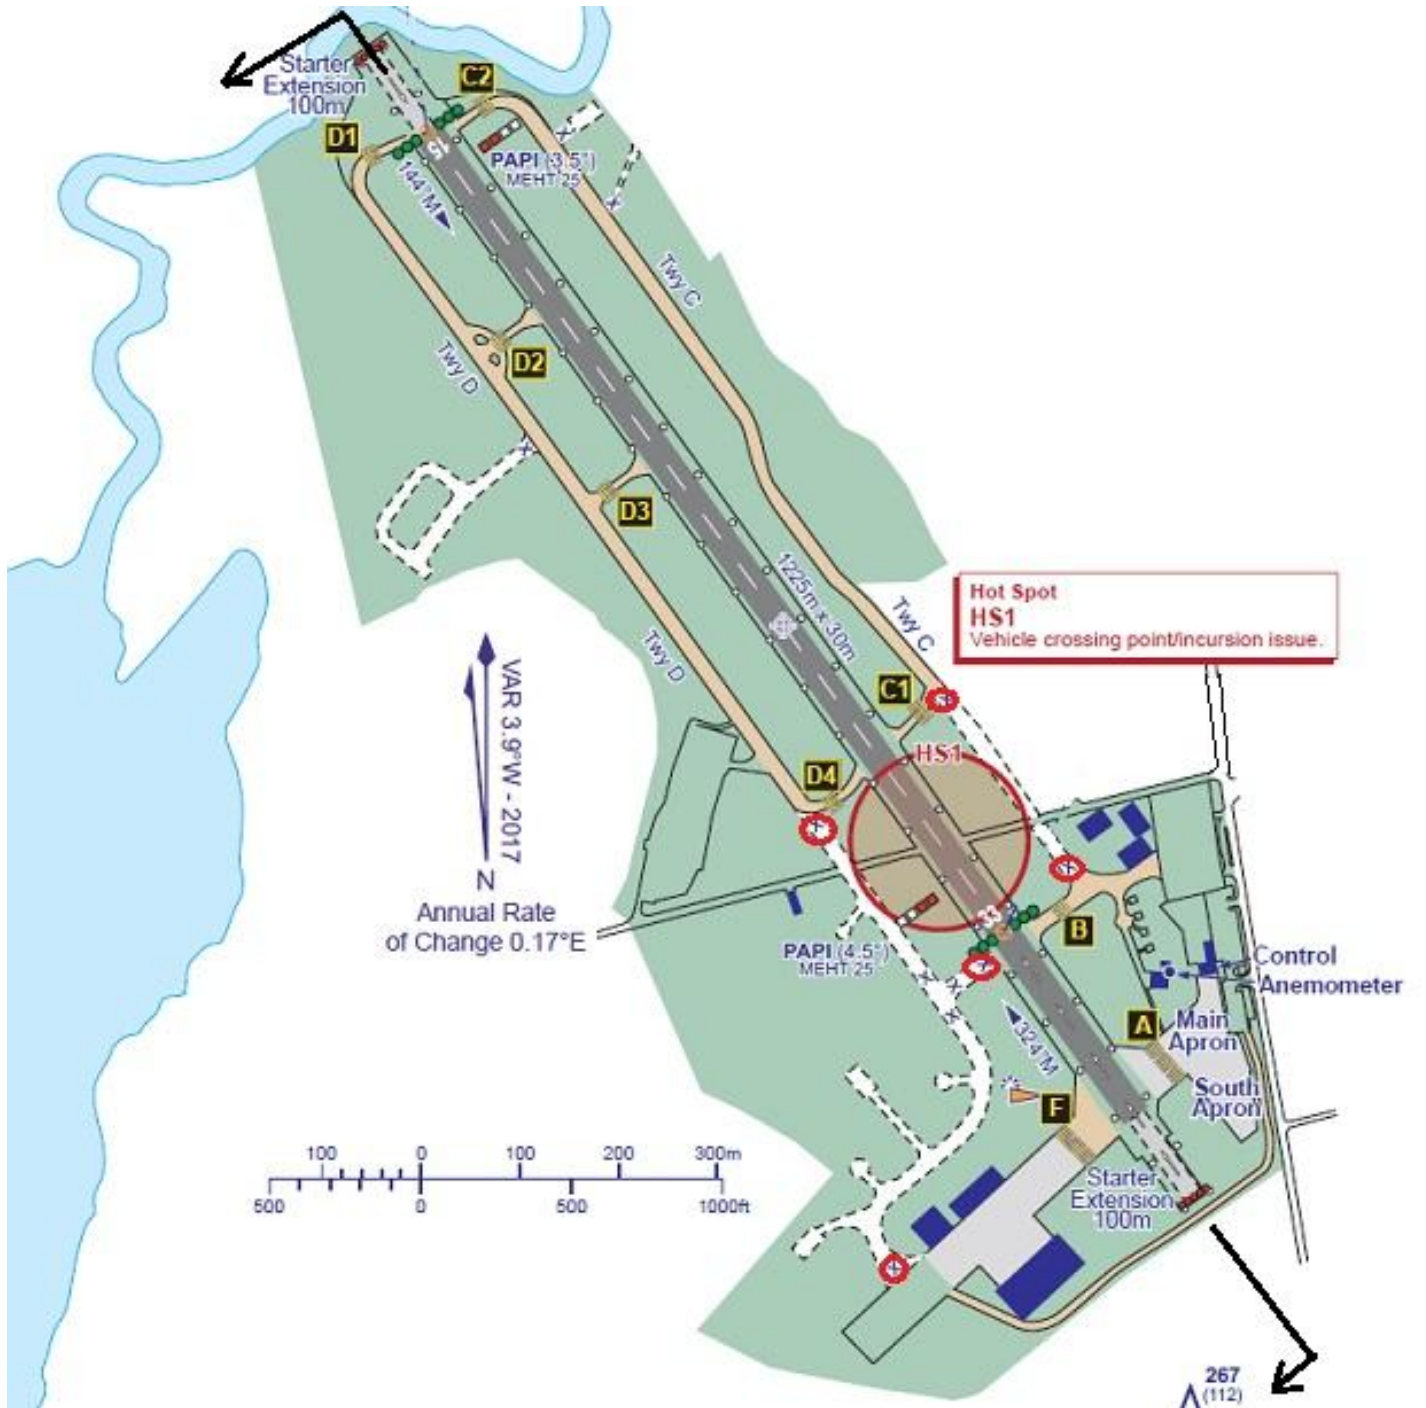 Starter
Extension
100m
C2
D1
15
PAPI (3.5°)
MEHT 25
144°M
Twy C
D2
Twy D
D3
1225m x 30m
Hot Spot
HS1
Vehicle crossing point/incursion issue.
Twy C
Twy D
C1
HS1
D4
VAR 3.9°W - 2017
N
Annual Rate
of Change 0.17°E
33
B
PAPI (4.5°)
MEHT 25
Control
Anemometer
A
Main
Apron
324°M
South
Apron
F
100 0 100 200 300m
500 0 500 1000ft
Starter
Extension
100m
267
(112)